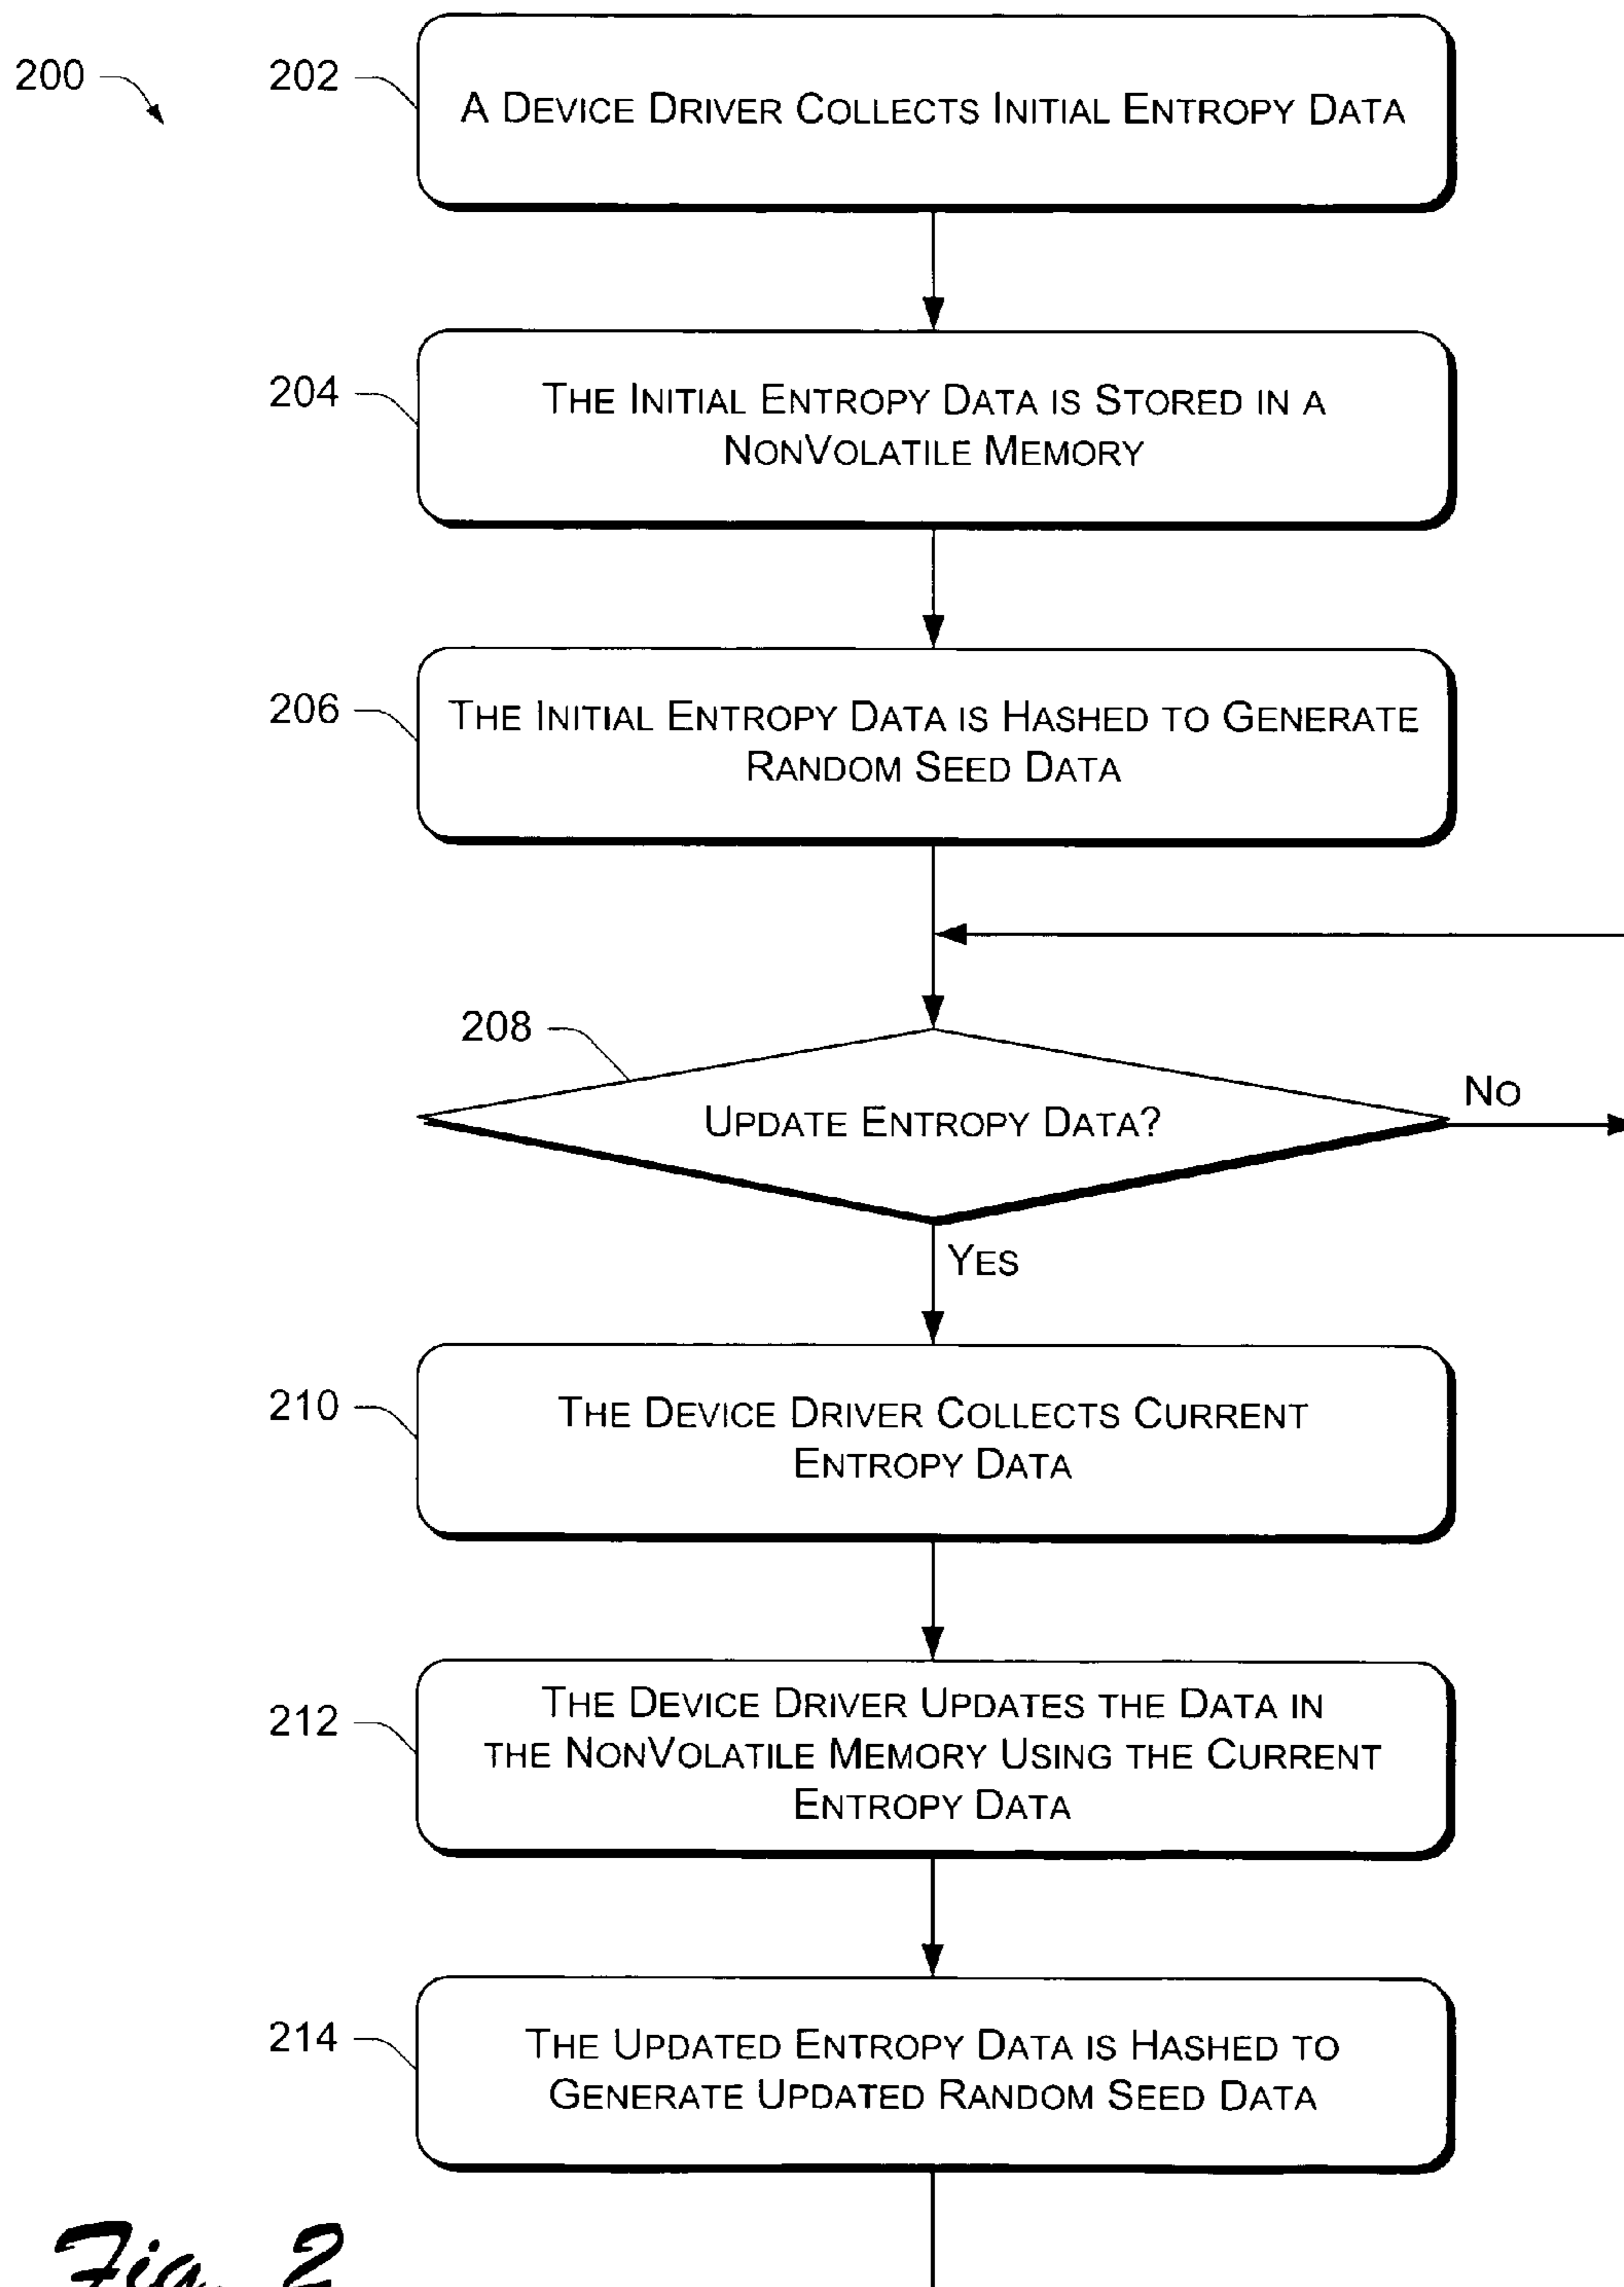 200
202
A DEVICE DRIVER COLLECTS INITIAL ENTROPY DATA
204
THE INITIAL ENTROPY DATA IS STORED IN A
NONVOLATILE MEMORY
206
THE INITIAL ENTROPY DATA IS HASHED TO GENERATE
RANDOM SEED DATA
208
UPDATE ENTROPY DATA?
NO
YES
210
THE DEVICE DRIVER COLLECTS CURRENT
ENTROPY DATA
212
THE DEVICE DRIVER UPDATES THE DATA IN
THE NONVOLATILE MEMORY USING THE CURRENT
ENTROPY DATA
214
THE UPDATED ENTROPY DATA IS HASHED TO
GENERATE UPDATED RANDOM SEED DATA
Fig. 2